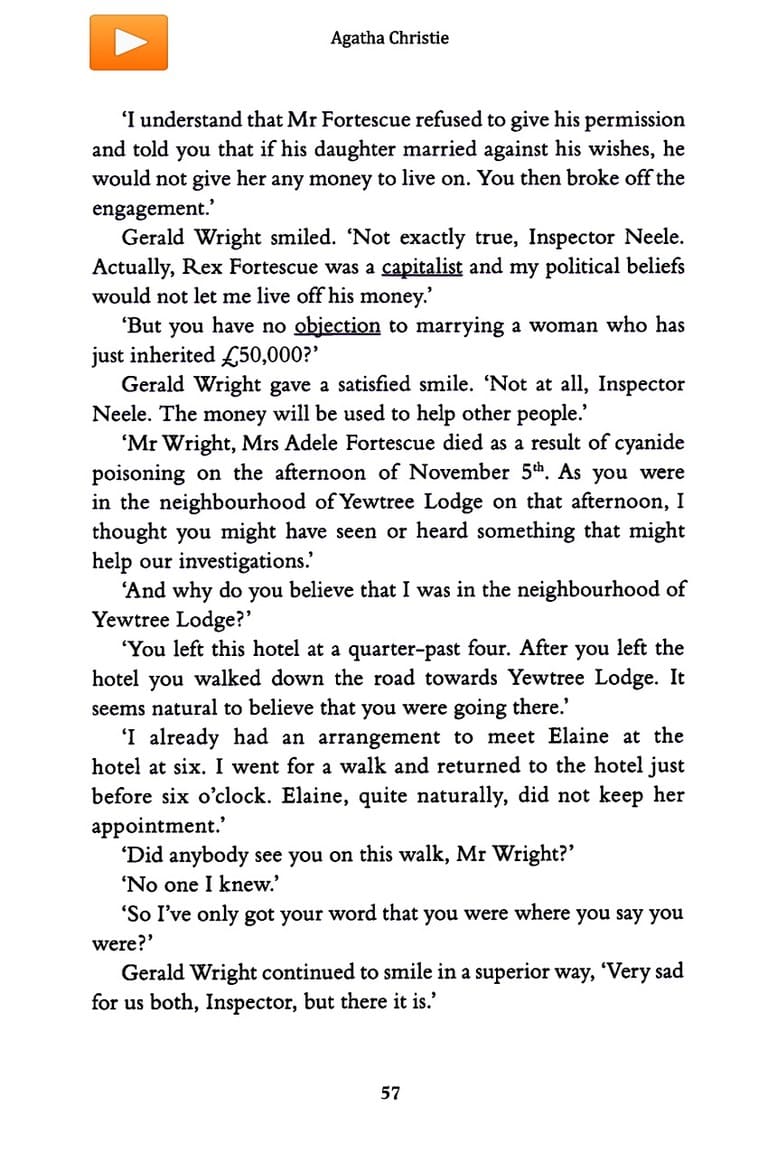 Agatha Christie
‘I understand that Mr Fortescue refused to give his permission
and told you that if his daughter married against his wishes, he
would not give her any money to live on. You then broke off the
engagement.’
Gerald Wright smiled. ‘Not exactly true, Inspector Neele.
Actually, Rex Fortescue was a capitalist and my political beliefs
would not let me live off his money.’
‘But you have no objection to marrying a woman who has
just inherited £50,000?’
Gerald Wright gave a satisfied smile. ‘Not at all, Inspector
Neele. The money will be used to help other people.’
‘Mr Wright, Mrs Adele Fortescue died as a result of cyanide
poisoning on the afternoon of November 5th. As you were
in the neighbourhood of Yewtree Lodge on that afternoon, I
thought you might have seen or heard something that might
help our investigations.’
‘And why do you believe that I was in the neighbourhood of
Yewtree Lodge?’
‘You left this hotel at a quarter-past four. After you left the
hotel you walked down the road towards Yewtree Lodge. It
seems natural to believe that you were going there.’
‘I already had an arrangement to meet Elaine at the
hotel at six. I went for a walk and returned to the hotel just
before six o’clock. Elaine, quite naturally, did not keep her
appointment.’
‘Did anybody see you on this walk, Mr Wright?’
‘No one I knew.’
‘So I’ve only got your word that you were where you say you
were?’
Gerald Wright continued to smile in a superior way, ‘Very sad
for us both, Inspector, but there it is.’
57